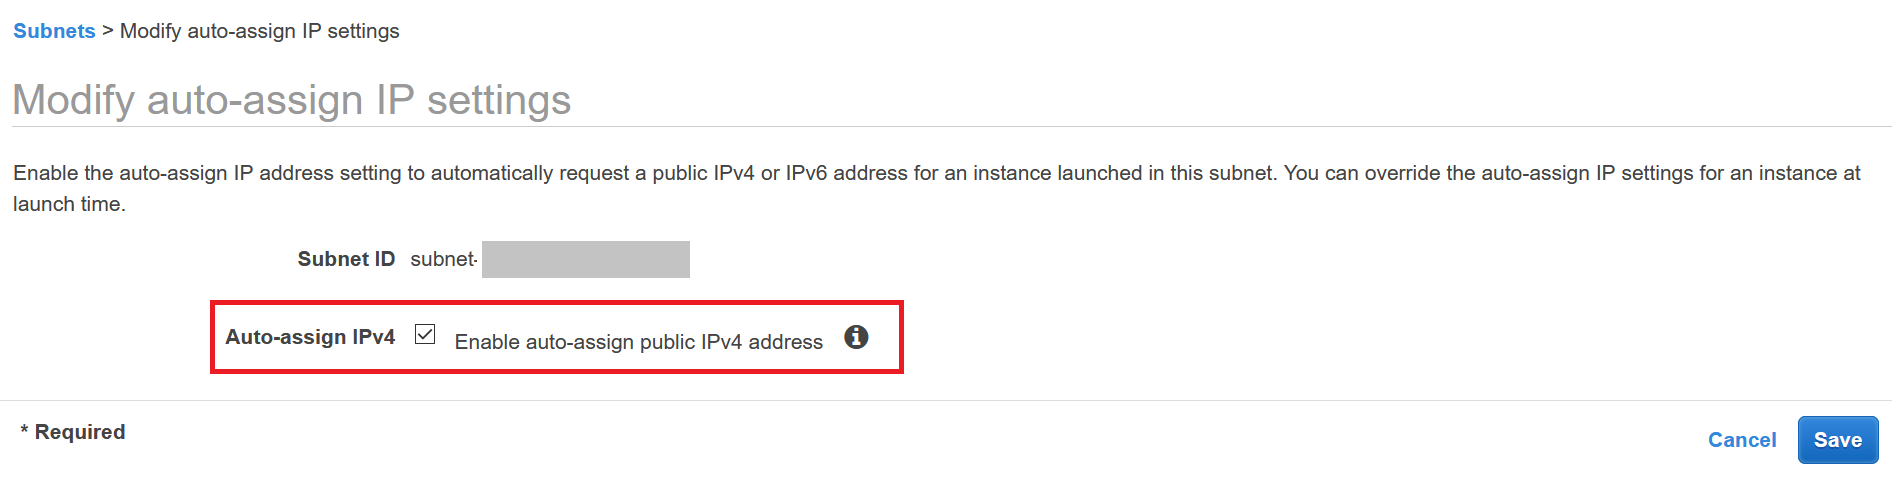 Subnets > Modify auto-assign IP settings
Modify auto-assign IP settings
Enable the auto-assign IP address setting to automatically request a public IPv4 or IPv6 address for an instance launched in this subnet. You can override the auto-assign IP settings for an instance at
launch time.
Subnet ID subnet-
Auto-assign IPv4 Enable auto-assign public IPv4 address
* Required
Cancel Save